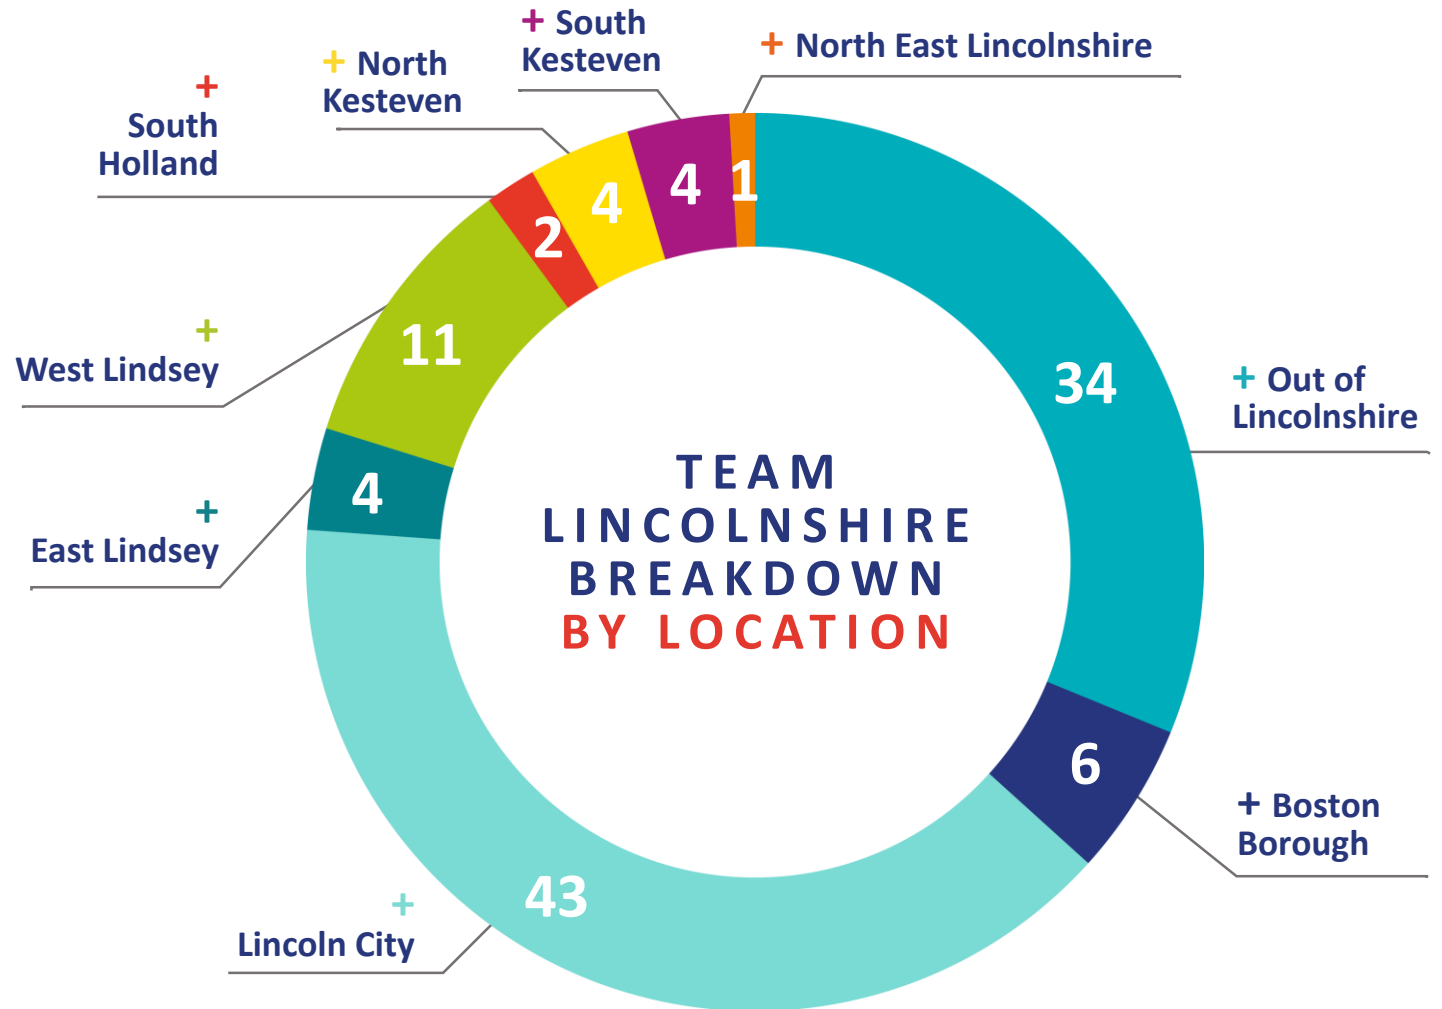 + South
Kesteven
+ North East Lincolnshire
+ North
Kesteven
+
South
Holland
4
1
4
2
34
11
+
West Lindsey
+ Out of
Lincolnshire
TEAM
LINCOLNSHIRE
BREAKDOWN
BY LOCATION
4
+
East Lindsey
6
+ Boston
Borough
43
+
Lincoln City